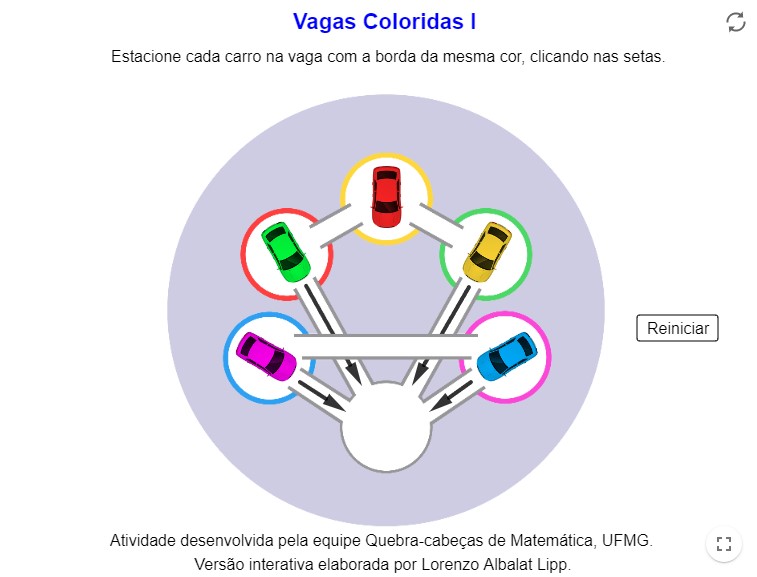 Vagas Coloridas I
Estacione cada carro na vaga com a borda da mesma cor, clicando nas setas.
Reiniciar
Atividade desenvolvida pela equipe Quebra-cabeças de Matemática, UFMG.
Versão interativa elaborada por Lorenzo Albalat Lipp.